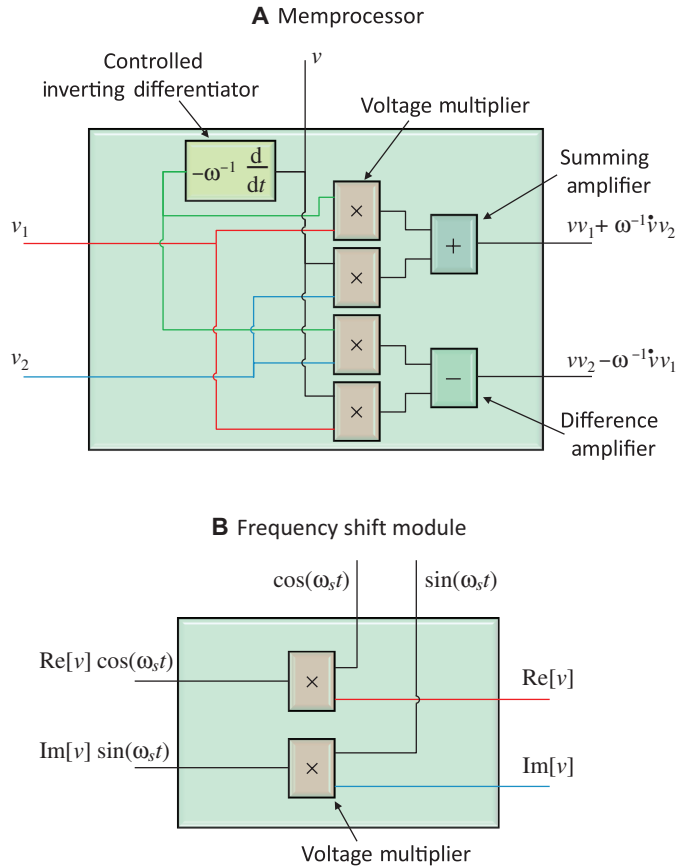 A Memprocessor
Controlled
inverting differentiator
v
Voltage multiplier
−ω⁻¹ d/dt
Summing
amplifier
×
v₁
vv₁+ ω⁻¹v̇v₂
+
×
×
v₂
vv₂−ω⁻¹v̇v₁
−
×
Difference
amplifier
B Frequency shift module
cos(ωₛt)
sin(ωₛt)
Re[v] cos(ωₛt)
Re[v]
×
Im[v] sin(ωₛt)
Im[v]
×
Voltage multiplier